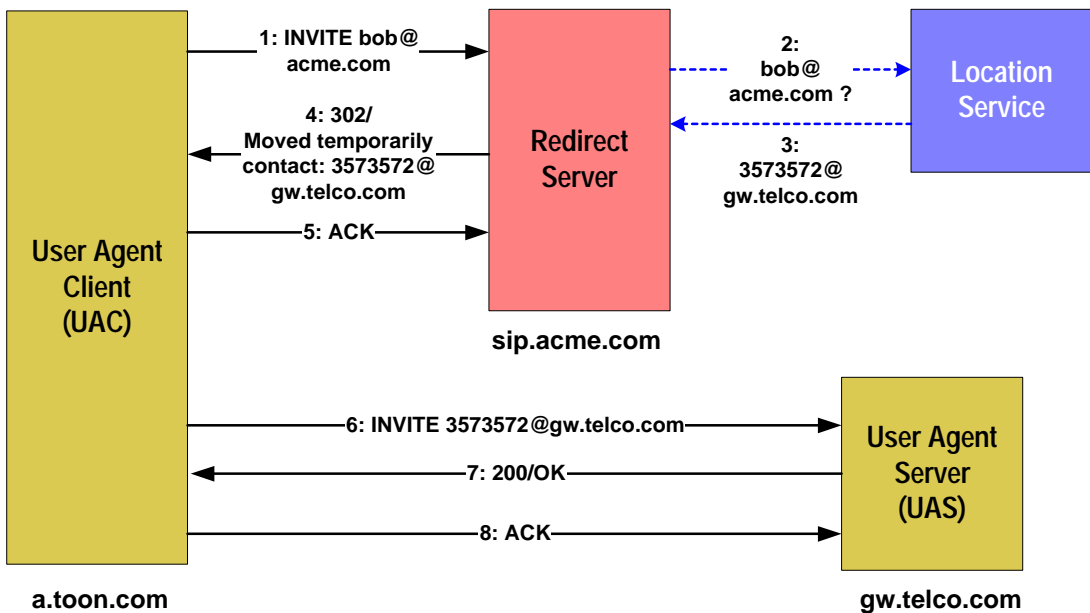 1: INVITE bob@
acme.com
2:
bob@
acme.com ?
Location
Service
4: 302/
Moved temporarily
contact: 3573572@
gw.telco.com
Redirect
Server
3:
3573572@
gw.telco.com
5: ACK
User Agent
Client
(UAC)
sip.acme.com
6: INVITE 3573572@gw.telco.com
7: 200/OK
8: ACK
User Agent
Server
(UAS)
a.toon.com
gw.telco.com